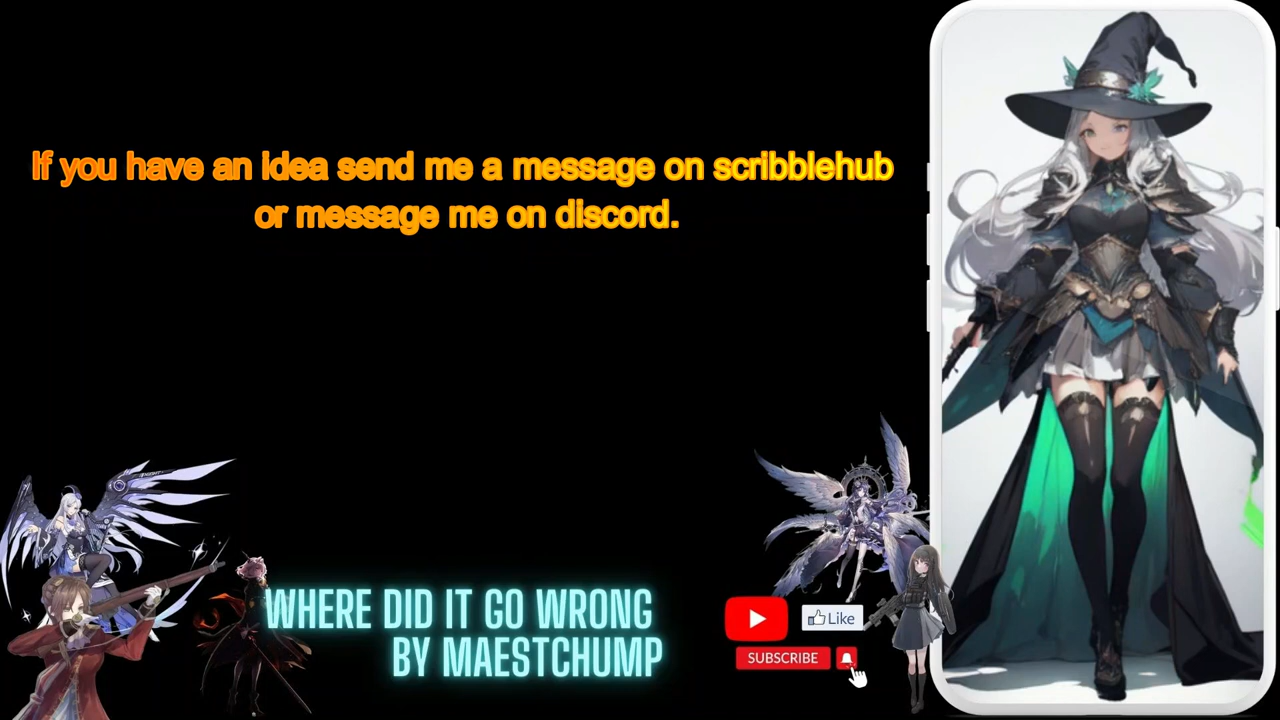 If you have an idea send me a message on scribblehub
or message me on discord.
WHERE DID IT GO WRONG
BY MAESTCHUMP
Like
SUBSCRIBE